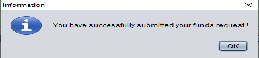 Information
You have successfully submitted your funds request!
OK